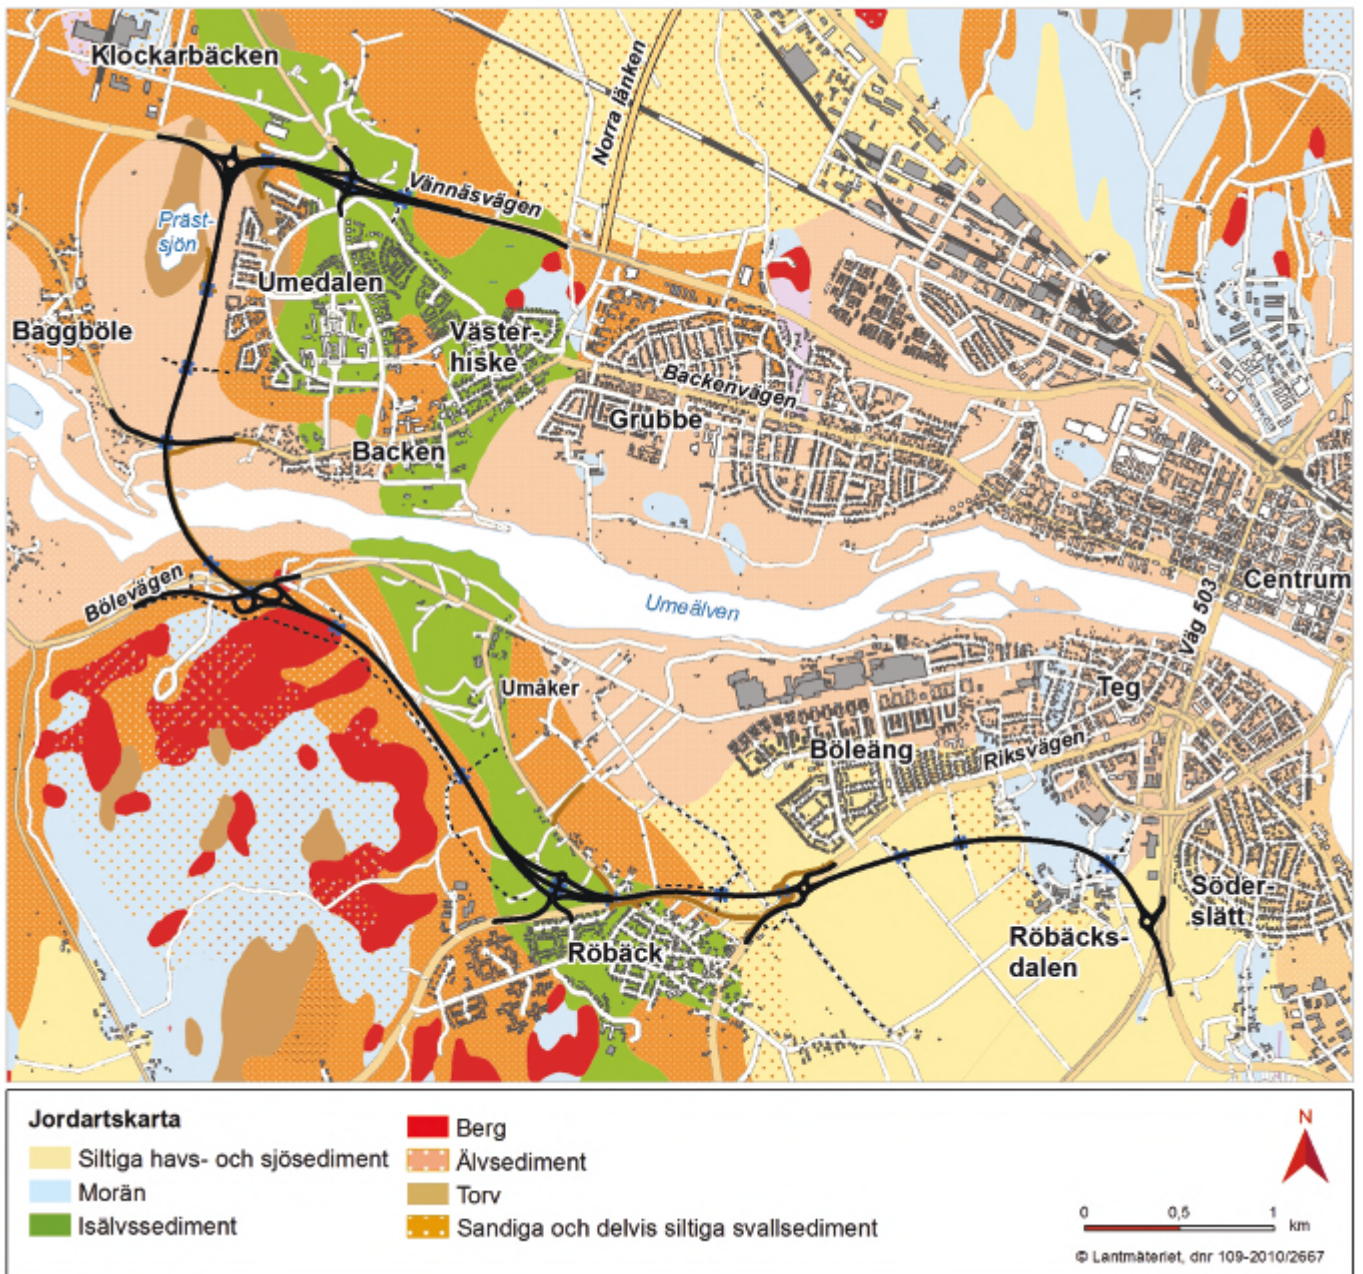 Klockarbäcken
Norra länken
Vännäsvägen
Präst-
sjön
Umedalen
Baggböle
Väster-
hiske
Backenvägen
Grubbe
Backen
Bölevägen
Umeälven
Väg 503
Centrum
Umåker
Teg
Böleäng
Riksvägen
Söder-
slätt
Röbäcks-
dalen
Röbäck
Jordartskarta
Siltiga havs- och sjösediment
Morän
Isälvssediment
Berg
Älvsediment
Torv
Sandiga och delvis siltiga svallsediment
N
0 0,5 1
km
© Lantmäteriet, dnr 109-2010/2667